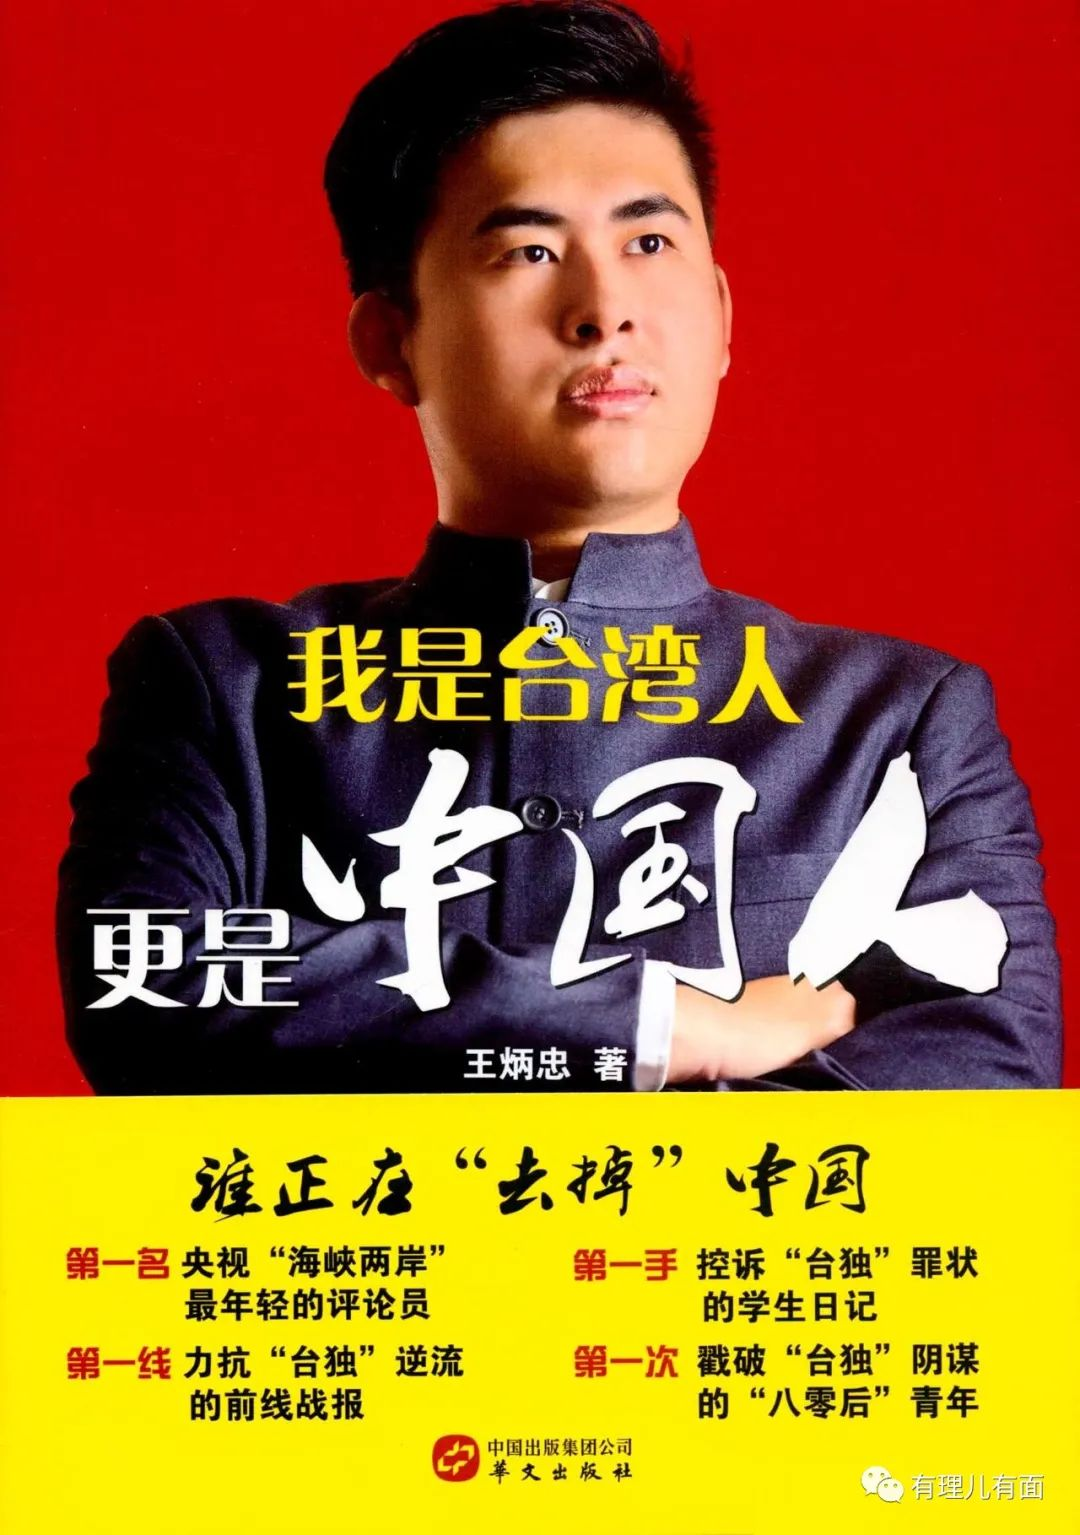 我是台湾人
更是中国人
王炳忠 著
谁正在“去掉”中国
第一名 央视“海峡两岸”
最年轻的评论员
第一手 控诉“台独”罪状
的学生日记
第一线 力抗“台独”逆流
的前线战报
第一次 戳破“台独”阴谋
的“八零后”青年
中国出版集团公司
華文出版社
有理儿有面